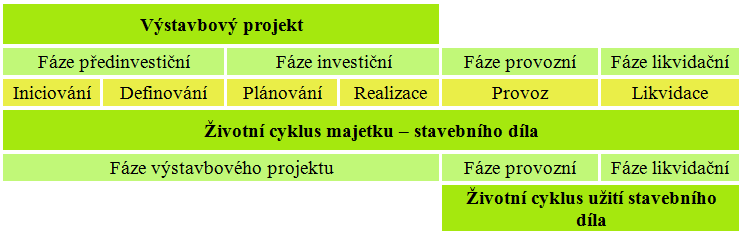 Výstavbový projekt
Fáze předinvestiční Fáze investiční Fáze provozní Fáze likvidační
Iniciování Definování Plánování Realizace Provoz Likvidace
Životní cyklus majetku – stavebního díla
Fáze výstavbového projektu Fáze provozní Fáze likvidační
Životní cyklus užití stavebního
díla